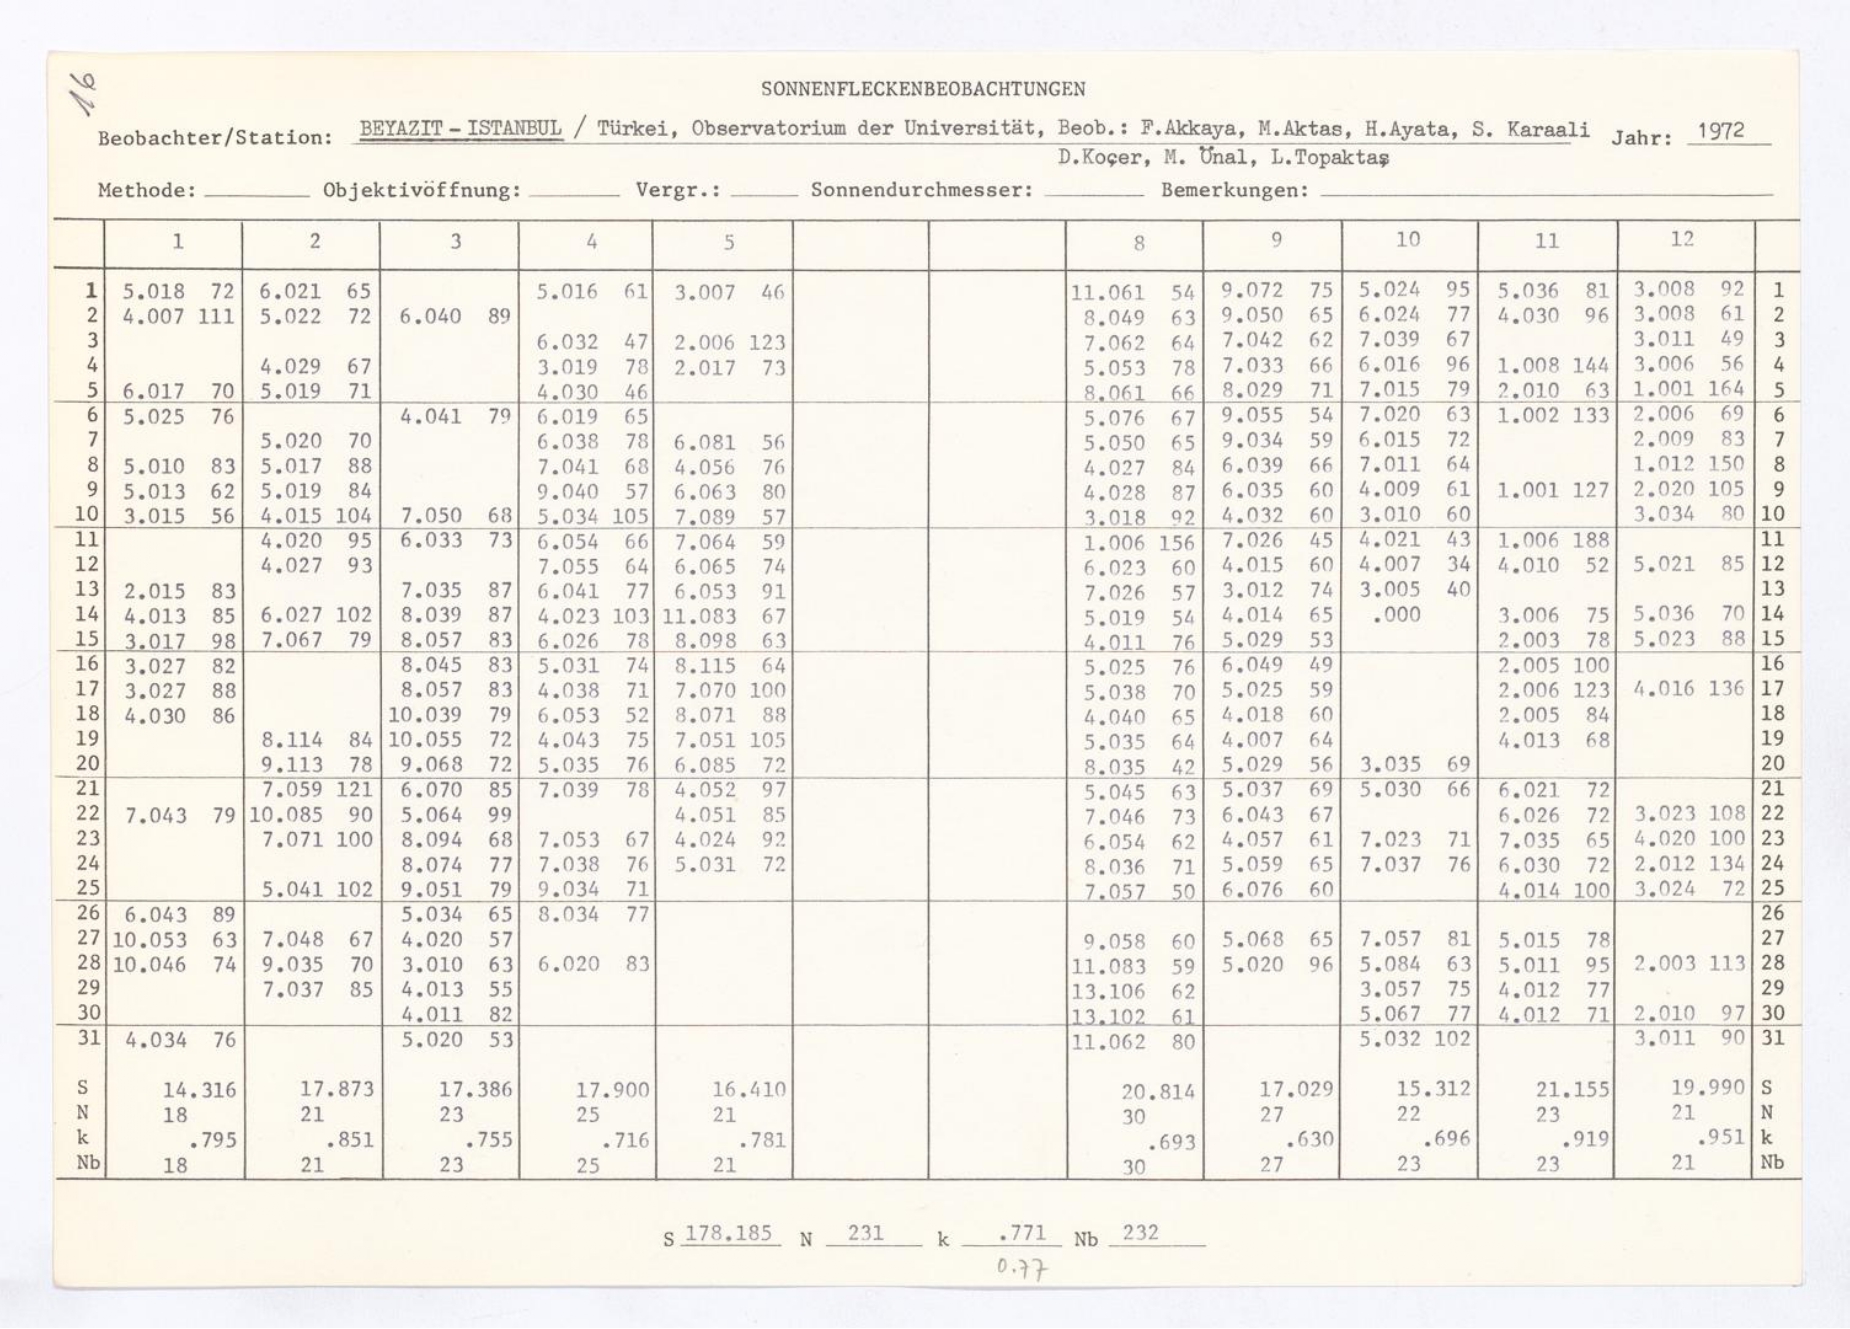 16
SONNENFLECKENBEOBACHTUNGEN
Beobachter/Station: BEYAZIT - ISTANBUL / Türkei, Observatorium der Universität, Beob.: F.Akkaya, M.Aktas, H.Ayata, S. Karaali Jahr: 1972
D.Koçer, M. Ünal, L.Topaktaş
Methode: Objektivöffnung: Vergr.: Sonnendurchmesser: Bemerkungen:
1 2 3 4 5 8 9 10 11 12
1 5.018 72 6.021 65 5.016 61 3.007 46 11.061 54 9.072 75 5.024 95 5.036 81 3.008 92 1
2 4.007 111 5.022 72 6.040 89 8.049 63 9.050 65 6.024 77 4.030 96 3.008 61 2
3 6.032 47 2.006 123 7.062 64 7.042 62 7.039 67 3.011 49 3
4 4.029 67 3.019 78 2.017 73 5.053 78 7.033 66 6.016 96 1.008 144 3.006 56 4
5 6.017 70 5.019 71 4.030 46 8.061 66 8.029 71 7.015 79 2.010 63 1.001 164 5
6 5.025 76 4.041 79 6.019 65 5.076 67 9.055 54 7.020 63 1.002 133 2.006 69 6
7 5.020 70 6.038 78 6.081 56 5.050 65 9.034 59 6.015 72 2.009 83 7
8 5.010 83 5.017 88 7.041 68 4.056 76 4.027 84 6.039 66 7.011 64 1.012 150 8
9 5.013 62 5.019 84 9.040 57 6.063 80 4.028 87 6.035 60 4.009 61 1.001 127 2.020 105 9
10 3.015 56 4.015 104 7.050 68 5.034 105 7.089 57 3.018 92 4.032 60 3.010 60 3.034 80 10
11 4.020 95 6.033 73 6.054 66 7.064 59 1.006 156 7.026 45 4.021 43 1.006 188 11
12 4.027 93 7.055 64 6.065 74 6.023 60 4.015 60 4.007 34 4.010 52 5.021 85 12
13 2.015 83 7.035 87 6.041 77 6.053 91 7.026 57 3.012 74 3.005 40 13
14 4.013 85 6.027 102 8.039 87 4.023 103 11.083 67 5.019 54 4.014 65 .000 3.006 75 5.036 70 14
15 3.017 98 7.067 79 8.057 83 6.026 78 8.098 63 4.011 76 5.029 53 2.003 78 5.023 88 15
16 3.027 82 8.045 83 5.031 74 8.115 64 5.025 76 6.049 49 2.005 100 16
17 3.027 88 8.057 83 4.038 71 7.070 100 5.038 70 5.025 59 2.006 123 4.016 136 17
18 4.030 86 10.039 79 6.053 52 8.071 88 4.040 65 4.018 60 2.005 84 18
19 8.114 84 10.055 72 4.043 75 7.051 105 5.035 64 4.007 64 4.013 68 19
20 9.113 78 9.068 72 5.035 76 6.085 72 8.035 42 5.029 56 3.035 69 20
21 7.059 121 6.070 85 7.039 78 4.052 97 5.045 63 5.037 69 5.030 66 6.021 72 21
22 7.043 79 10.085 90 5.064 99 4.051 85 7.046 73 6.043 67 6.026 72 3.023 108 22
23 7.071 100 8.094 68 7.053 67 4.024 92 6.054 62 4.057 61 7.023 71 7.035 65 4.020 100 23
24 8.074 77 7.038 76 5.031 72 8.036 71 5.059 65 7.037 76 6.030 72 2.012 134 24
25 5.041 102 9.051 79 9.034 71 7.057 50 6.076 60 4.014 100 3.024 72 25
26 6.043 89 5.034 65 8.034 77 26
27 10.053 63 7.048 67 4.020 57 9.058 60 5.068 65 7.057 81 5.015 78 27
28 10.046 74 9.035 70 3.010 63 6.020 83 11.083 59 5.020 96 5.084 63 5.011 95 2.003 113 28
29 7.037 85 4.013 55 13.106 62 3.057 75 4.012 77 29
30 4.011 82 13.102 61 5.067 77 4.012 71 2.010 97 30
31 4.034 76 5.020 53 11.062 80 5.032 102 3.011 90 31
S 14.316 17.873 17.386 17.900 16.410 20.814 17.029 15.312 21.155 19.990 S
N 18 21 23 25 21 30 27 22 23 21 N
k .795 .851 .755 .716 .781 .693 .630 .696 .919 .951 k
Nb 18 21 23 25 21 30 27 23 23 21 Nb
S 178.185 N 231 k .771 Nb 232
0.77